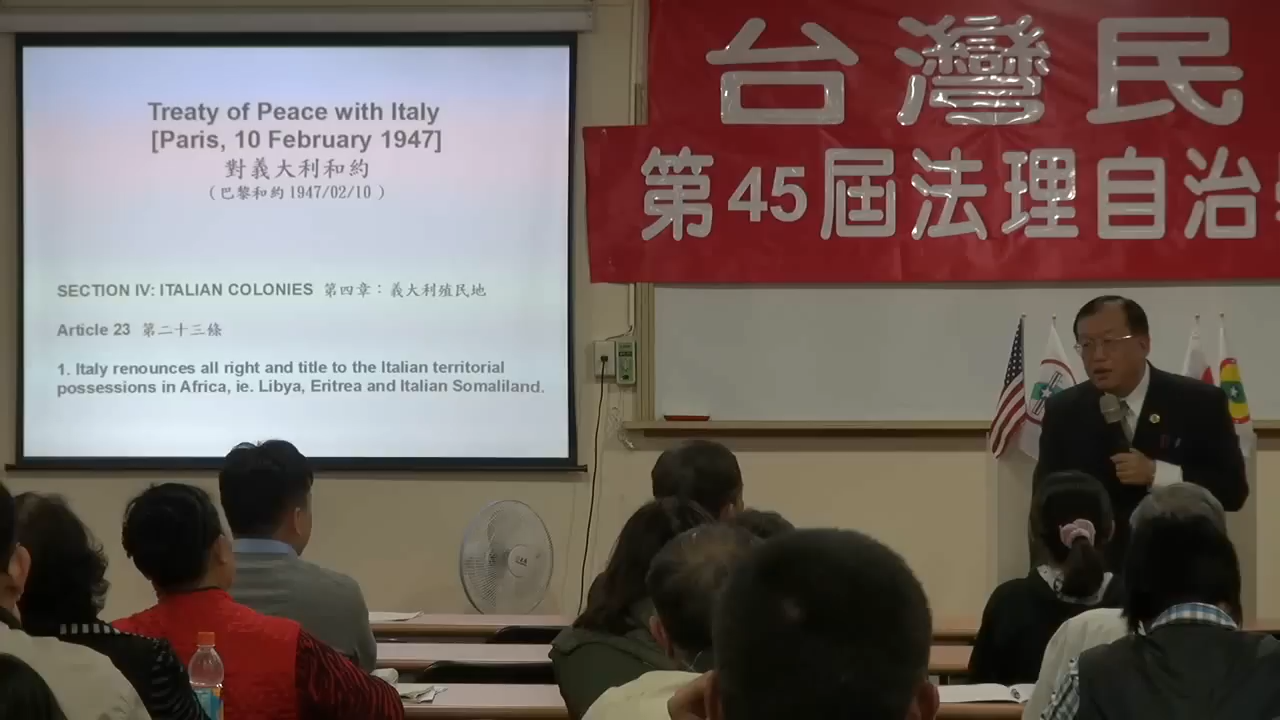 Treaty of Peace with Italy
[Paris, 10 February 1947]
對義大利和約
(巴黎和約 1947/02/10 )
SECTION IV: ITALIAN COLONIES 第四章：義大利殖民地
Article 23 第二十三條
1. Italy renounces all right and title to the Italian territorial
possessions in Africa, ie. Libya, Eritrea and Italian Somaliland.
台灣民
第45屆法理自治